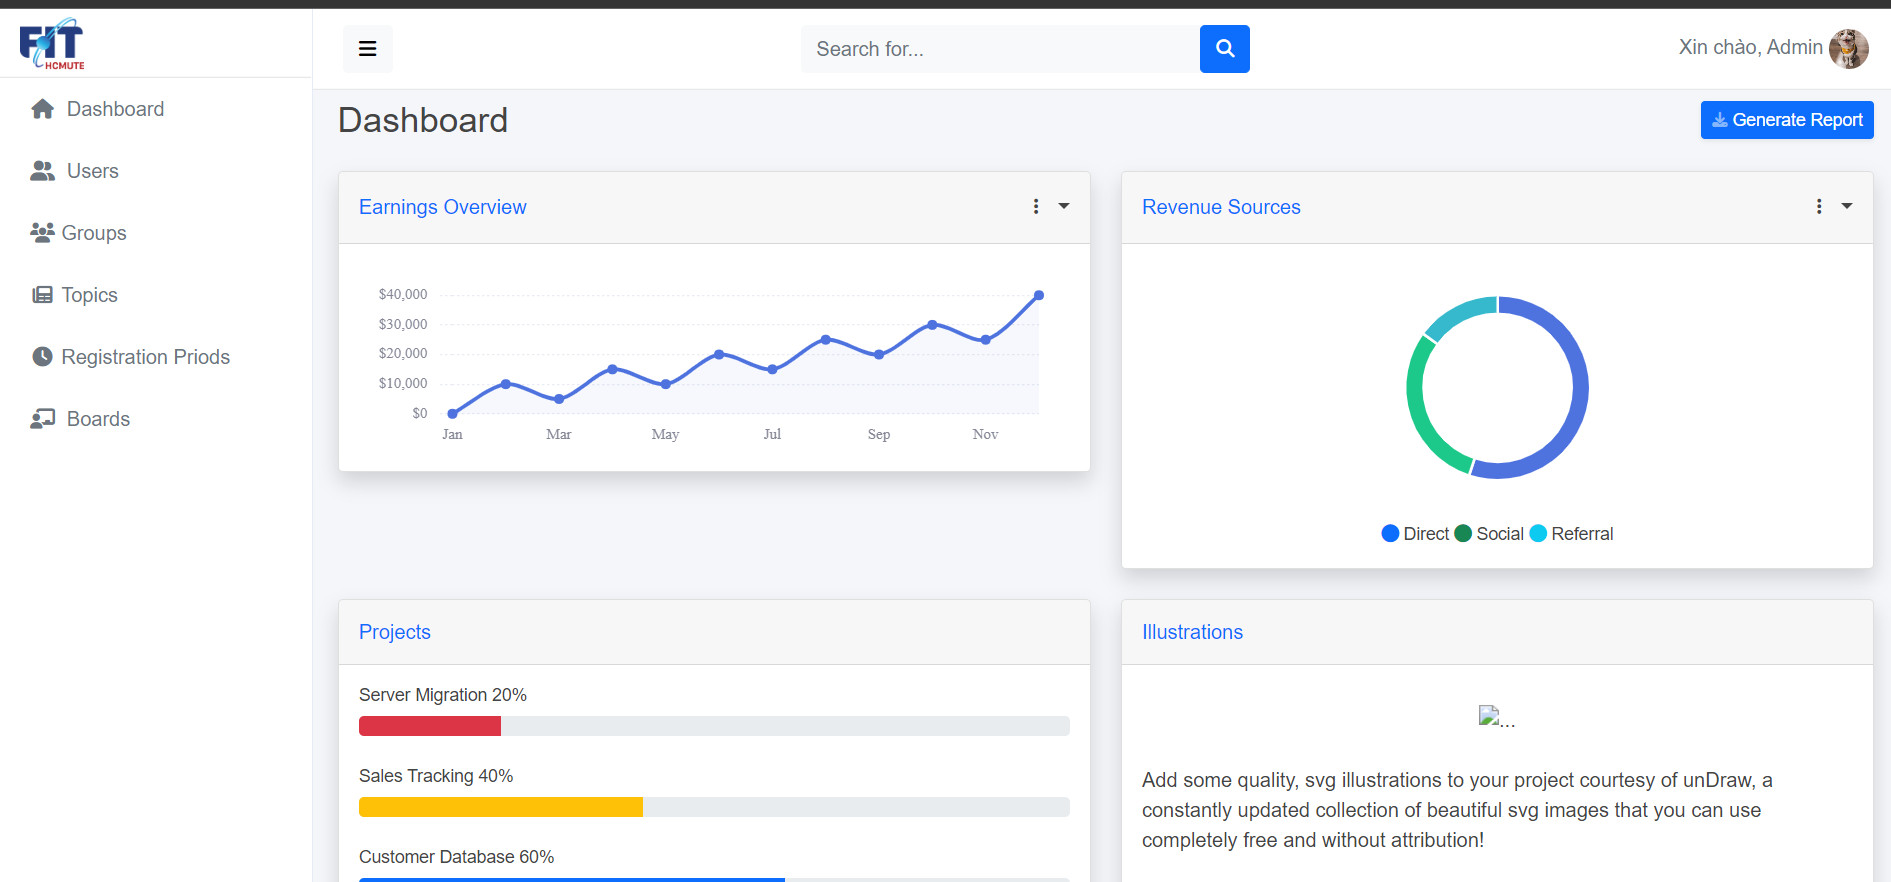 FIT
HCMUTE
Search for...
Xin chào, Admin
Dashboard
Users
Groups
Topics
Registration Priods
Boards
Dashboard
Generate Report
Earnings Overview
$40,000
$30,000
$20,000
$10,000
$0
Jan Mar May Jul Sep Nov
Revenue Sources
Direct Social Referral
Projects
Server Migration 20%
Sales Tracking 40%
Customer Database 60%
Illustrations
...
Add some quality, svg illustrations to your project courtesy of unDraw, a
constantly updated collection of beautiful svg images that you can use
completely free and without attribution!